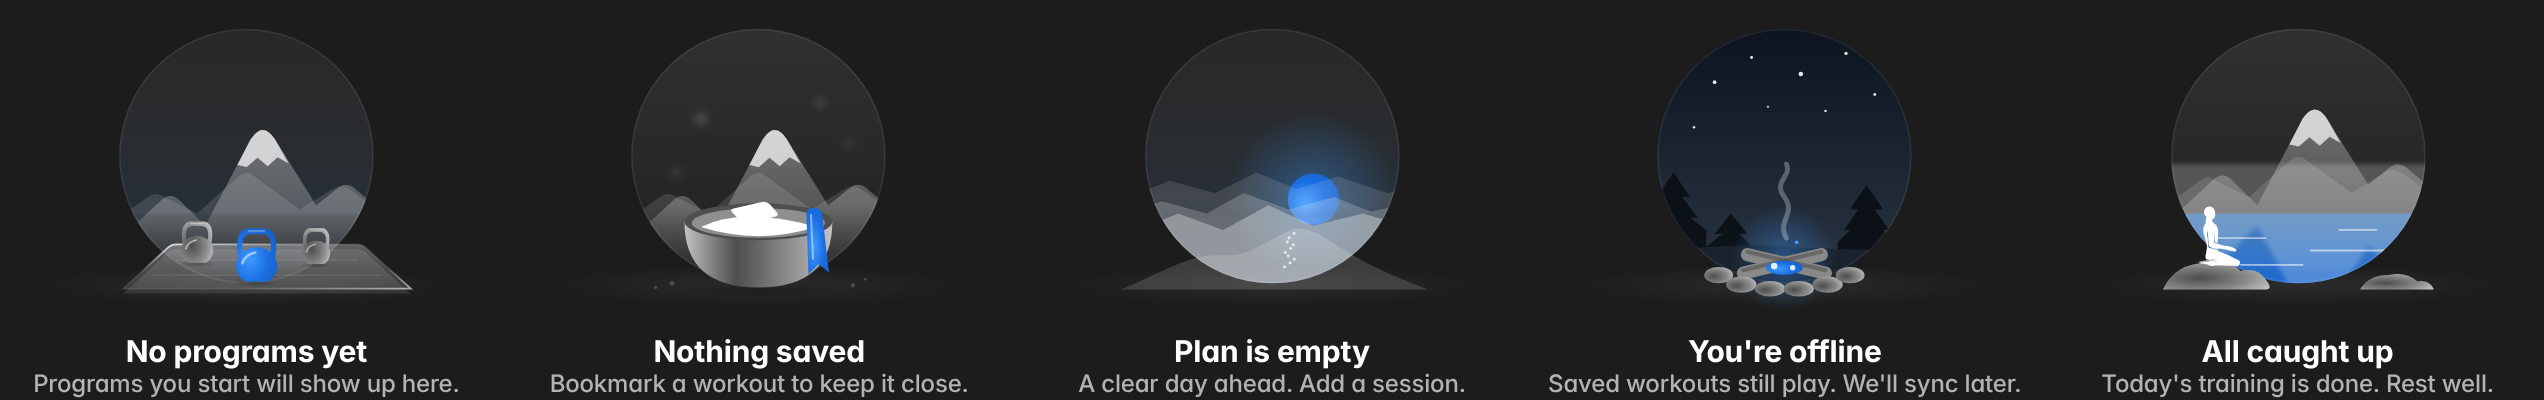 No programs yet
Programs you start will show up here.
Nothing saved
Bookmark a workout to keep it close.
Plan is empty
A clear day ahead. Add a session.
You're offline
Saved workouts still play. We'll sync later.
All caught up
Today's training is done. Rest well.